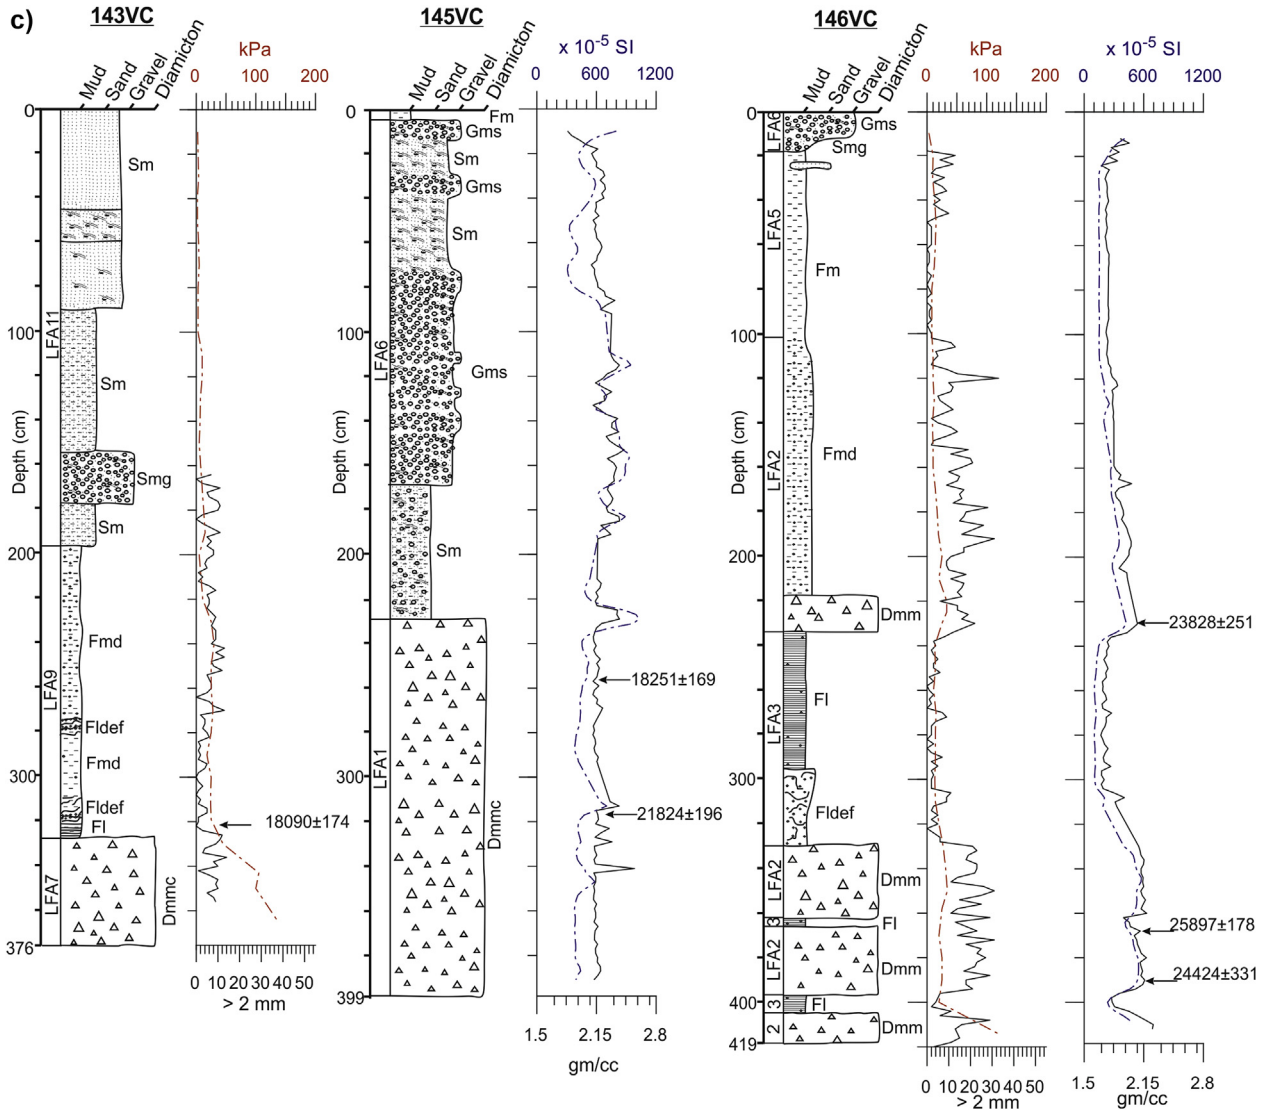 c)
143VC
Mud
Sand
Gravel
Diamicton
kPa
0 100 200
0
100
200
300
376
Depth (cm)
LFA11
LFA9
LFA7
Sm
Sm
Smg
Sm
Fmd
Fldef
Fmd
Fldef
Fl
Dmmc
18090±174
0 10 20 30 40 50
> 2 mm
145VC
Mud
Sand
Gravel
Diamicton
x 10-5 SI
0 600 1200
0
100
200
300
399
Depth (cm)
LFA6
LFA1
Fm
Gms
Sm
Gms
Sm
Gms
Sm
Dmmc
18251±169
21824±196
1.5 2.15 2.8
gm/cc
146VC
Mud
Sand
Gravel
Diamicton
kPa
0 100 200
x 10-5 SI
0 600 1200
0
100
200
300
400
419
Depth (cm)
LFA6
LFA5
LFA2
LFA3
LFA2
3
LFA2
3
2
Gms
Smg
Fm
Fmd
Dmm
Fl
Fldef
Dmm
Fl
Dmm
Fl
Dmm
23828±251
25897±178
24424±331
0 10 20 30 40 50
> 2 mm
1.5 2.15 2.8
gm/cc